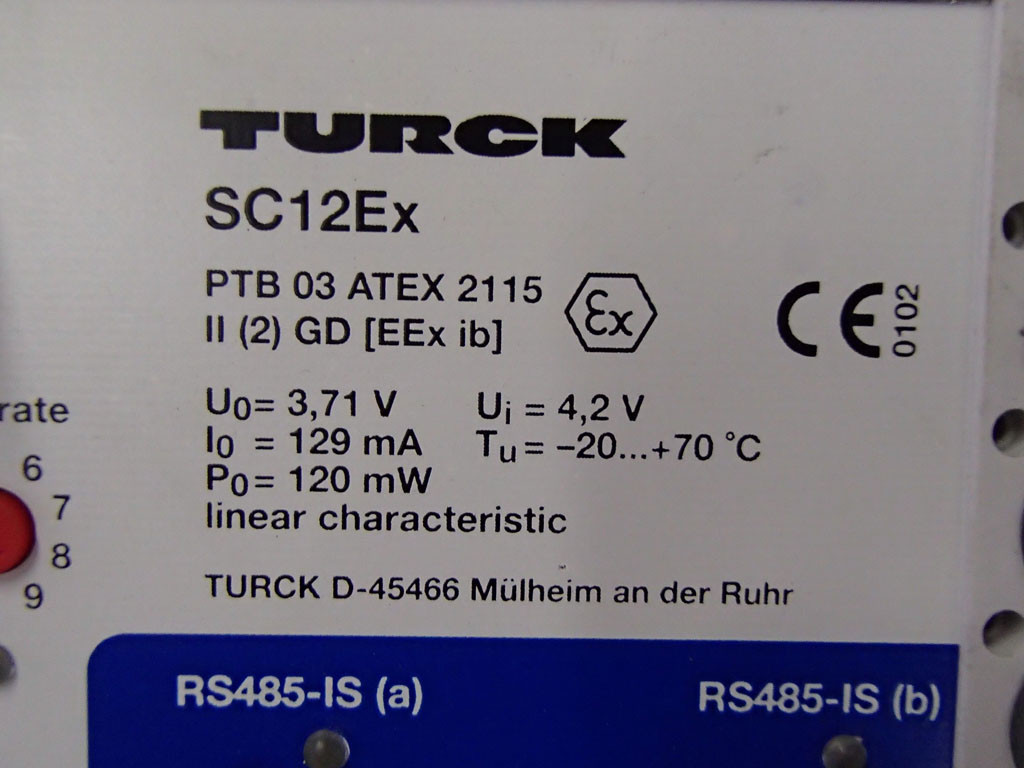 TURCK
SC12Ex
PTB 03 ATEX 2115
II (2) GD [EEx ib]
Ex
CE 0102
U0= 3,71 V Ui = 4,2 V
I0 = 129 mA Tu= –20...+70 °C
P0= 120 mW
linear characteristic
TURCK D-45466 Mülheim an der Ruhr
rate
6
7
8
9
RS485-IS (a) RS485-IS (b)